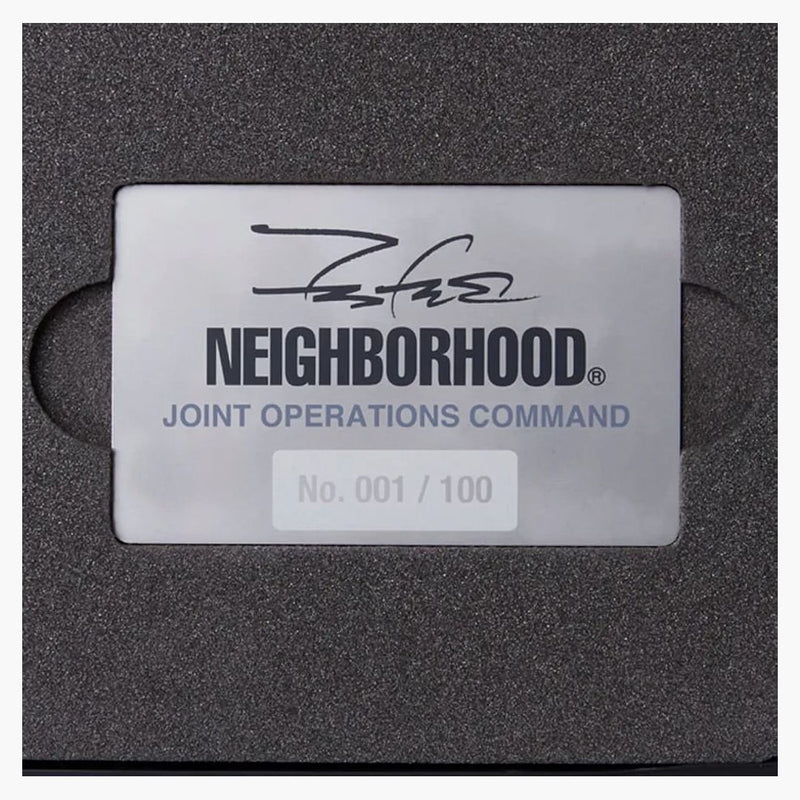 NEIGHBORHOOD®
JOINT OPERATIONS COMMAND
No. 001 / 100